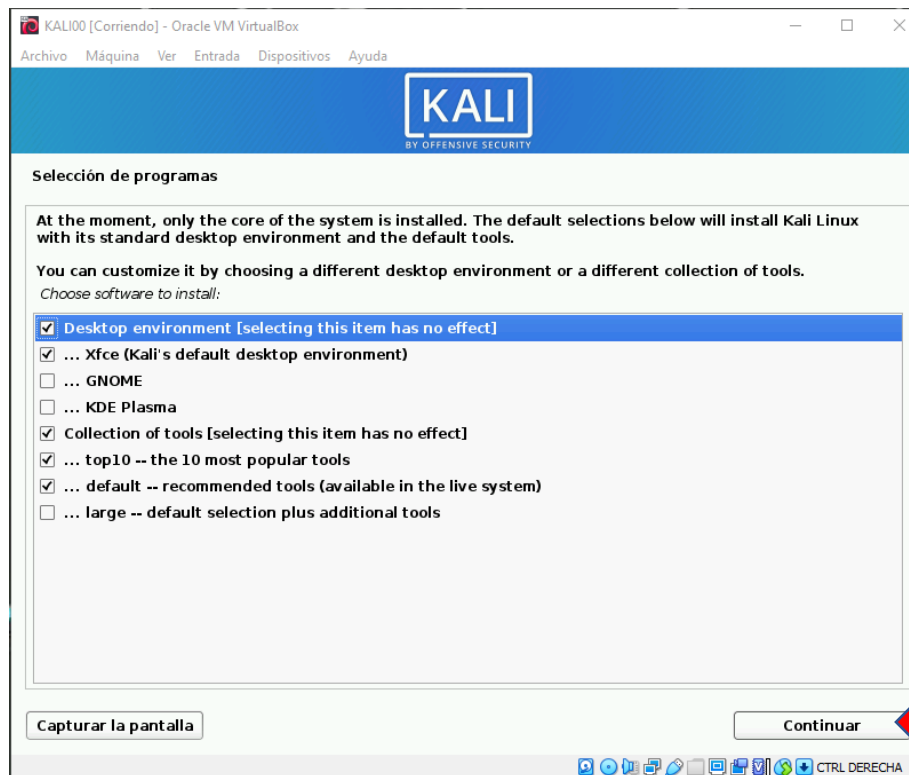 KALI00 [Corriendo] - Oracle VM VirtualBox
Archivo Máquina Ver Entrada Dispositivos Ayuda
KALI
BY OFFENSIVE SECURITY
Selección de programas
At the moment, only the core of the system is installed. The default selections below will install Kali Linux
with its standard desktop environment and the default tools.
You can customize it by choosing a different desktop environment or a different collection of tools.
Choose software to install:
Desktop environment [selecting this item has no effect]
... Xfce (Kali's default desktop environment)
... GNOME
... KDE Plasma
Collection of tools [selecting this item has no effect]
... top10 -- the 10 most popular tools
... default -- recommended tools (available in the live system)
... large -- default selection plus additional tools
Capturar la pantalla
Continuar
CTRL DERECHA